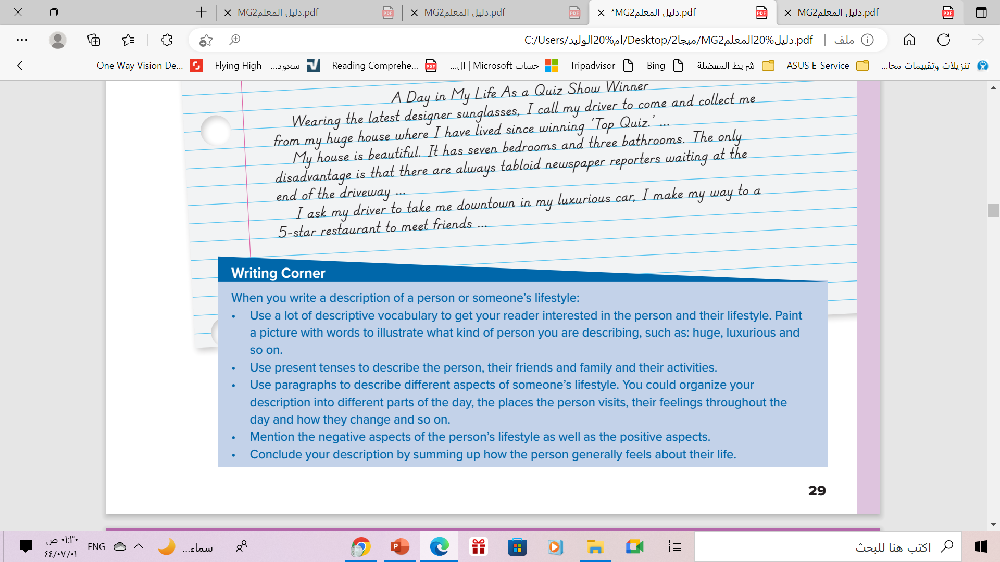 دليل المعلمMG2.pdf
دليل المعلمMG2.pdf
*دليل المعلمMG2.pdf
دليل المعلمMG2.pdf
C:/Users/ام%20الوليد/Desktop/ميجا2/MG2دليل%20المعلم.pdf
ملف
One Way Vision De...
Flying High - سعود...
Reading Comprehe...
حساب Microsoft | ال...
Tripadvisor
Bing
شريط المفضلة
ASUS E-Service
تنزيلات وتقييمات مجا...
A Day in My Life As a Quiz Show Winner
Wearing the latest designer sunglasses, I call my driver to come and collect me
from my huge house where I have lived since winning 'Top Quiz.' ...
My house is beautiful. It has seven bedrooms and three bathrooms. The only
disadvantage is that there are always tabloid newspaper reporters waiting at the
end of the driveway ...
I ask my driver to take me downtown in my luxurious car, I make my way to a
5-star restaurant to meet friends ...
Writing Corner
When you write a description of a person or someone's lifestyle:
• Use a lot of descriptive vocabulary to get your reader interested in the person and their lifestyle. Paint
a picture with words to illustrate what kind of person you are describing, such as: huge, luxurious and
so on.
• Use present tenses to describe the person, their friends and family and their activities.
• Use paragraphs to describe different aspects of someone's lifestyle. You could organize your
description into different parts of the day, the places the person visits, their feelings throughout the
day and how they change and so on.
• Mention the negative aspects of the person's lifestyle as well as the positive aspects.
• Conclude your description by summing up how the person generally feels about their life.
29
٠١:٣٠ ص
٤٤/٠٧/٠٢
ENG
سماء...
اكتب هنا للبحث